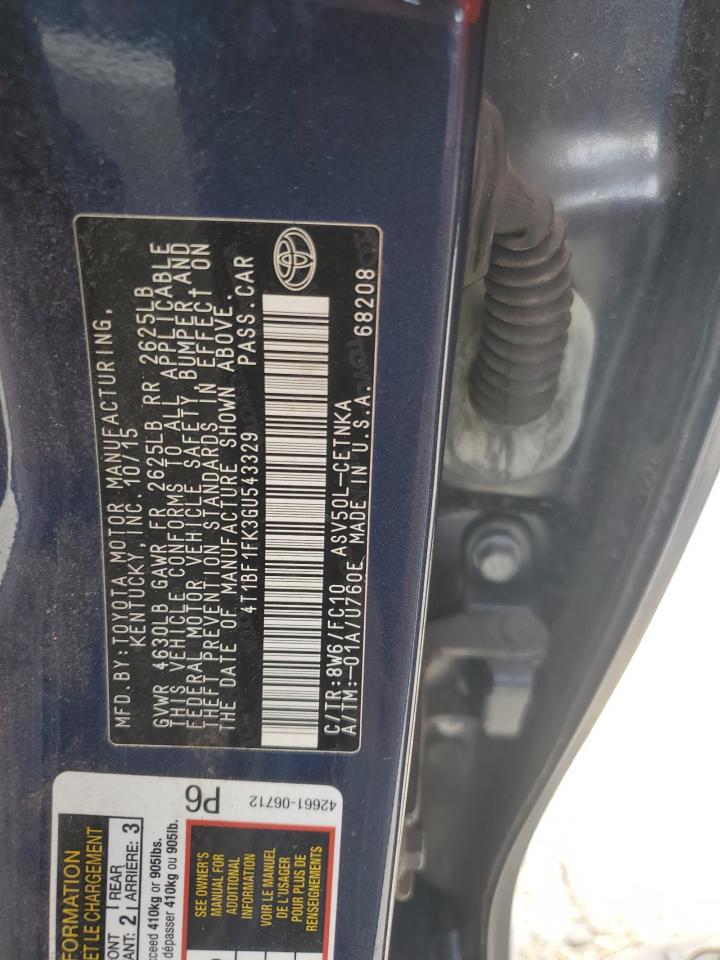 MFD. BY: TOYOTA MOTOR MANUFACTURING,
KENTUCKY, INC. 10/15
GVWR 4630LB GAWR FR 2625LB RR 2625LB
THIS VEHICLE CONFORMS TO ALL APPLICABLE
FEDERAL MOTOR VEHICLE SAFETY, BUMPER AND
THEFT PREVENTION STANDARDS IN EFFECT ON
THE DATE OF MANUFACTURE SHOWN ABOVE.
4T1BF1FK3GU543329 PASS. CAR
C/TR: 8W6/FC10 ASV50L-CETNKA
A/TM:-01A/U760E MADE IN U.S.A. 68208
P6 42661-06712
FORMATION
ET LE CHARGEMENT
ONT 2 REAR 3
ANT: ARRIÈRE:
xceed 410kg or 905lbs.
dépasser 410kg ou 905lb.
SEE OWNER'S
MANUAL FOR
ADDITIONAL
INFORMATION
VOIR LE MANUEL
DE L'USAGER
POUR PLUS DE
RENSEIGNEMENTS